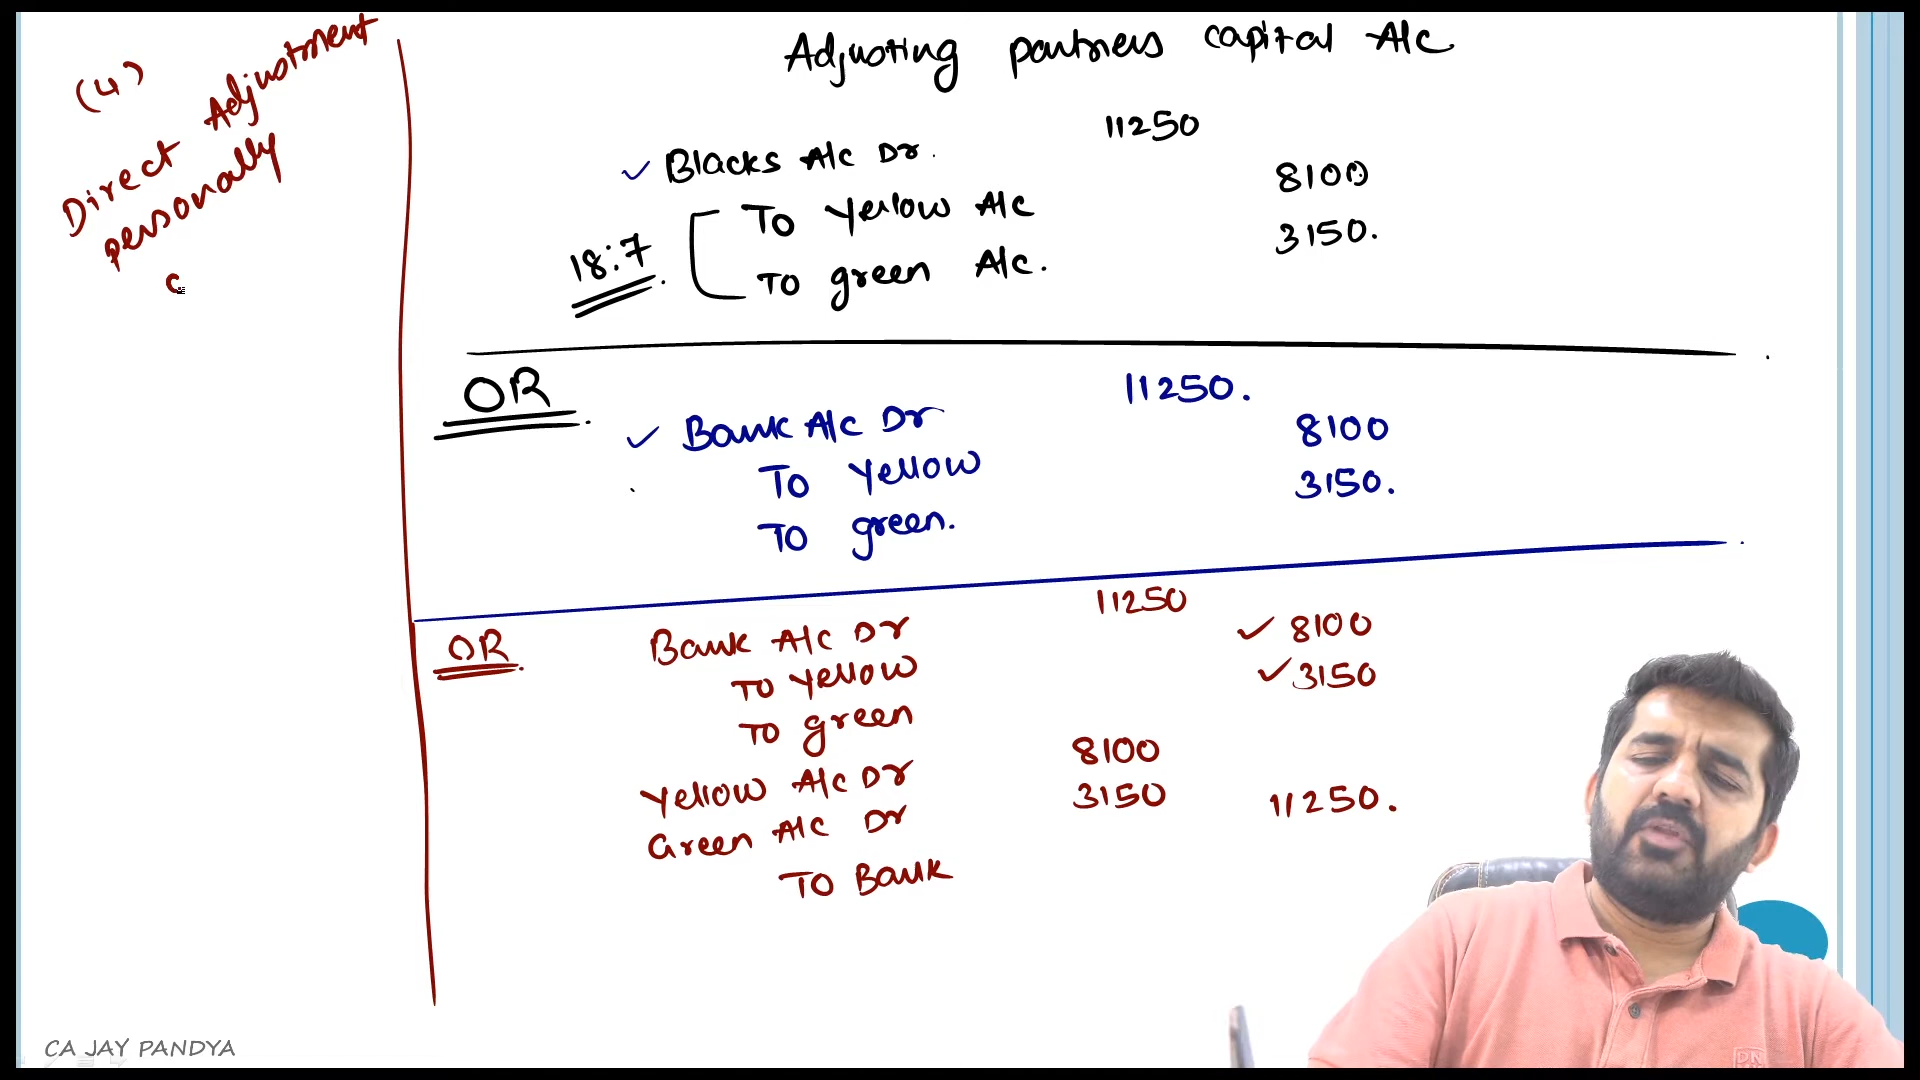 (4)
Direct Adjustment
personally
c
Adjusting partners capital A/c
✓ Blacks A/c Dr. 11250
To Yellow A/c 8100
To green A/c. 3150.
18:7
OR
✓ Bank A/c Dr 11250.
To Yellow 8100
To green. 3150.
OR
Bank A/c Dr 11250
To Yellow ✓ 8100
To green ✓ 3150
Yellow A/c Dr 8100
Green A/c Dr 3150
To Bank 11250.
CA JAY PANDYA